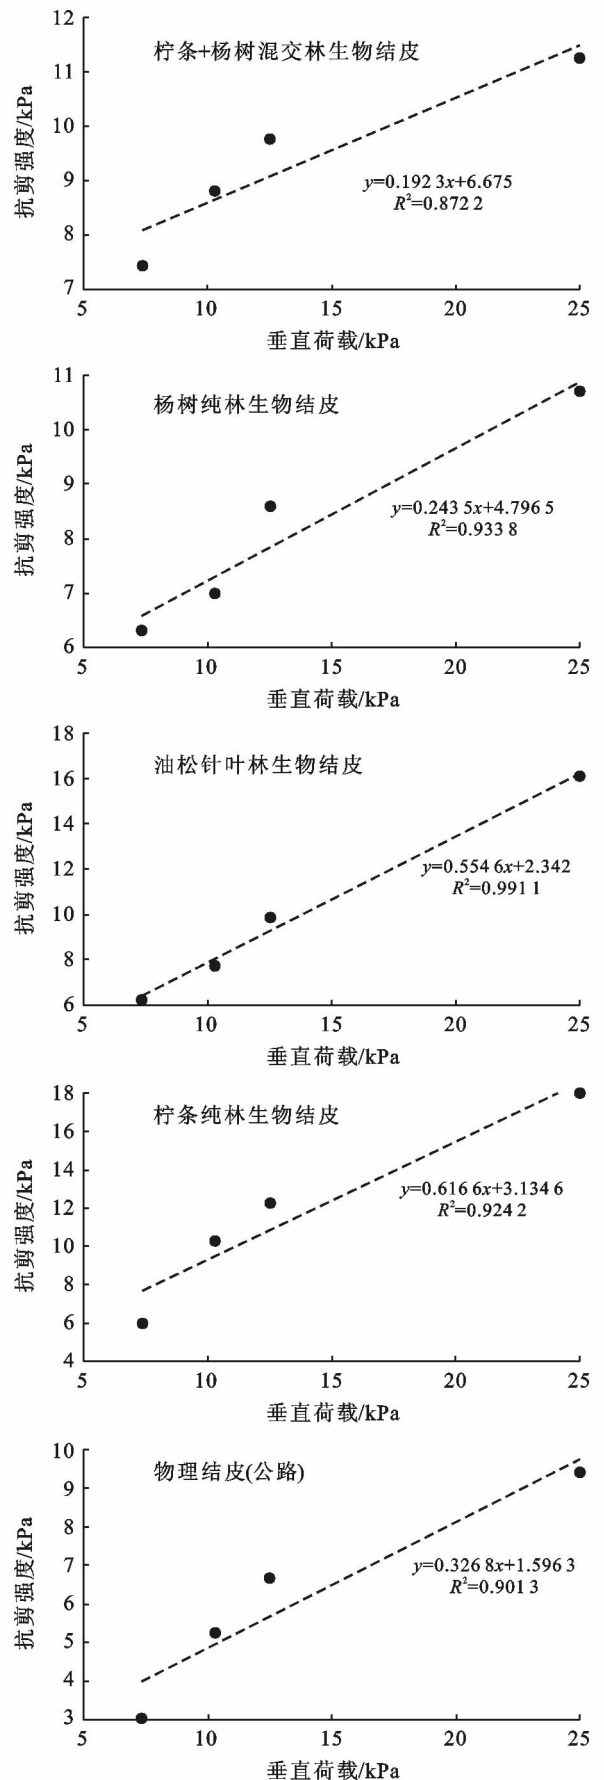 柠条+杨树混交林生物结皮
抗剪强度/kPa
12
11
10
9
8
7
y=0.192 3x+6.675
R²=0.872 2
5 10 15 20 25
垂直荷载/kPa
杨树纯林生物结皮
抗剪强度/kPa
11
10
9
8
7
6
y=0.243 5x+4.796 5
R²=0.933 8
5 10 15 20 25
垂直荷载/kPa
油松针叶林生物结皮
抗剪强度/kPa
18
16
14
12
10
8
6
y=0.554 6x+2.342
R²=0.991 1
5 10 15 20 25
垂直荷载/kPa
柠条纯林生物结皮
抗剪强度/kPa
18
16
14
12
10
8
6
4
y=0.616 6x+3.134 6
R²=0.924 2
5 10 15 20 25
垂直荷载/kPa
物理结皮(公路)
抗剪强度/kPa
10
9
8
7
6
5
4
3
y=0.326 8x+1.596 3
R²=0.901 3
5 10 15 20 25
垂直荷载/kPa